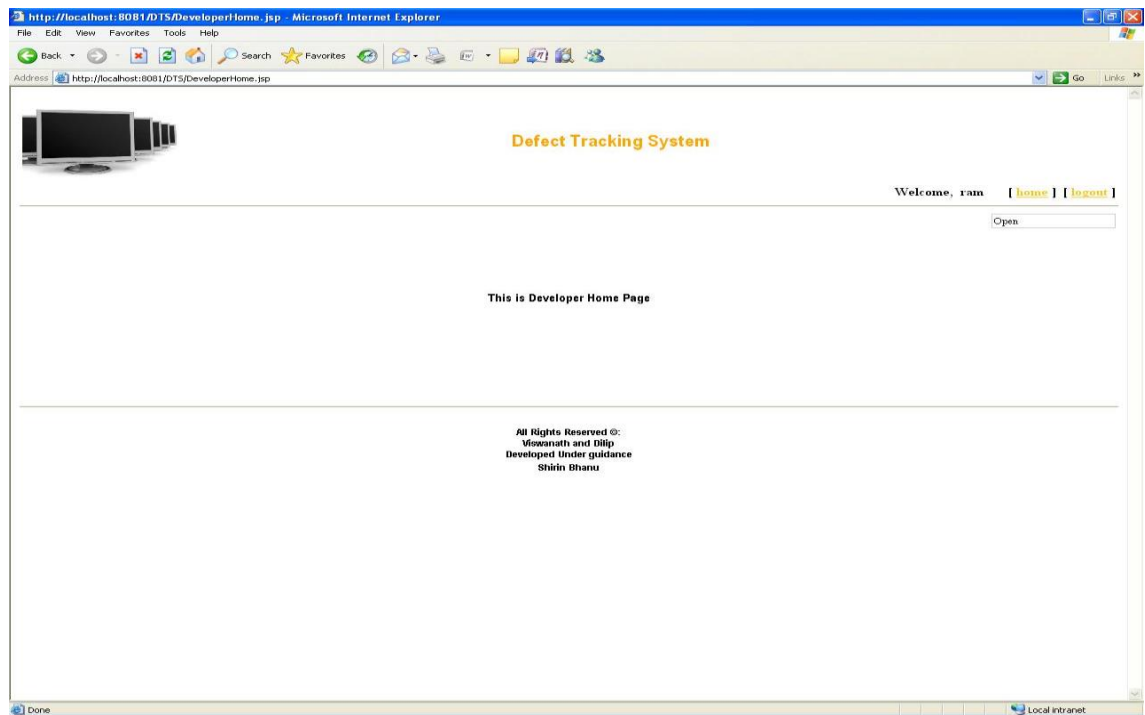 http://localhost:8081/DTS/DeveloperHome.jsp - Microsoft Internet Explorer
File Edit View Favorites Tools Help
Back Search Favorites
Address http://localhost:8081/DTS/DeveloperHome.jsp Go Links »
Defect Tracking System
Welcome, ram [ home ] [ logout ]
Open
This is Developer Home Page
All Rights Reserved ©:
Viswanath and Dilip
Developed Under guidance
Shirin Bhanu
Done Local intranet